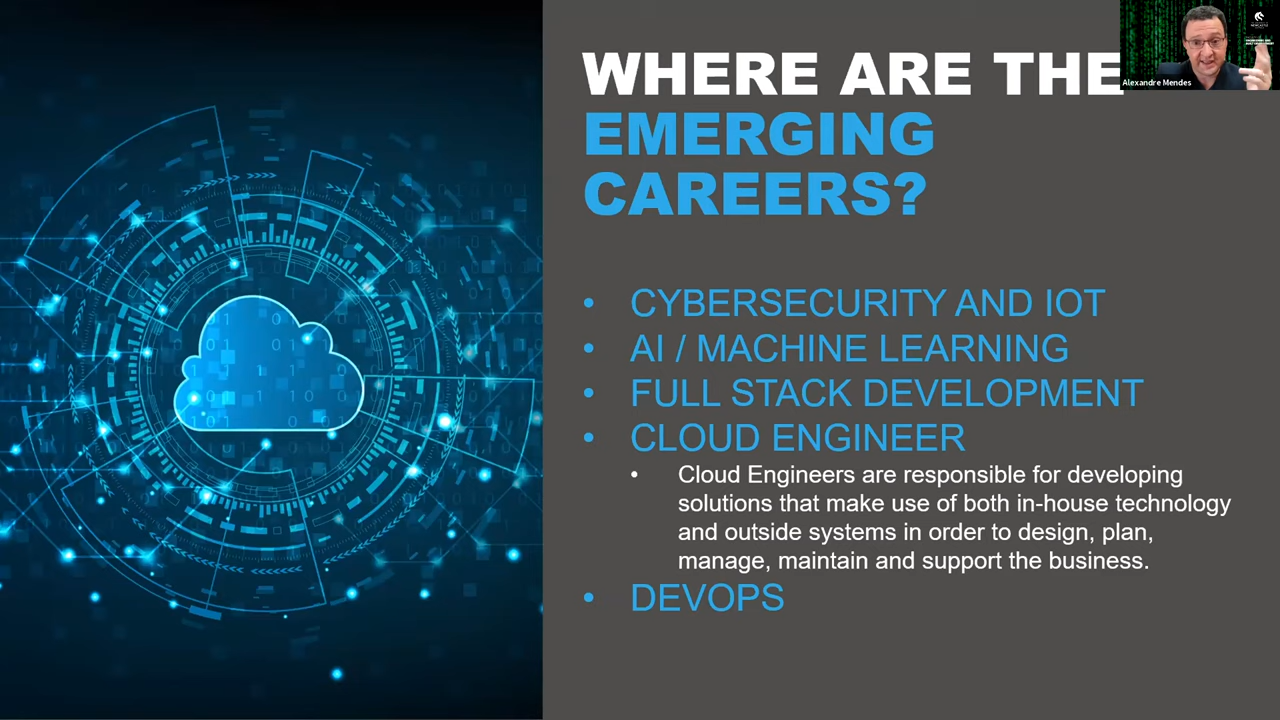 WHERE ARE THE
EMERGING
CAREERS?
Alexandre Mendes
• CYBERSECURITY AND IOT
• AI / MACHINE LEARNING
• FULL STACK DEVELOPMENT
• CLOUD ENGINEER
• Cloud Engineers are responsible for developing
solutions that make use of both in-house technology
and outside systems in order to design, plan,
manage, maintain and support the business.
• DEVOPS